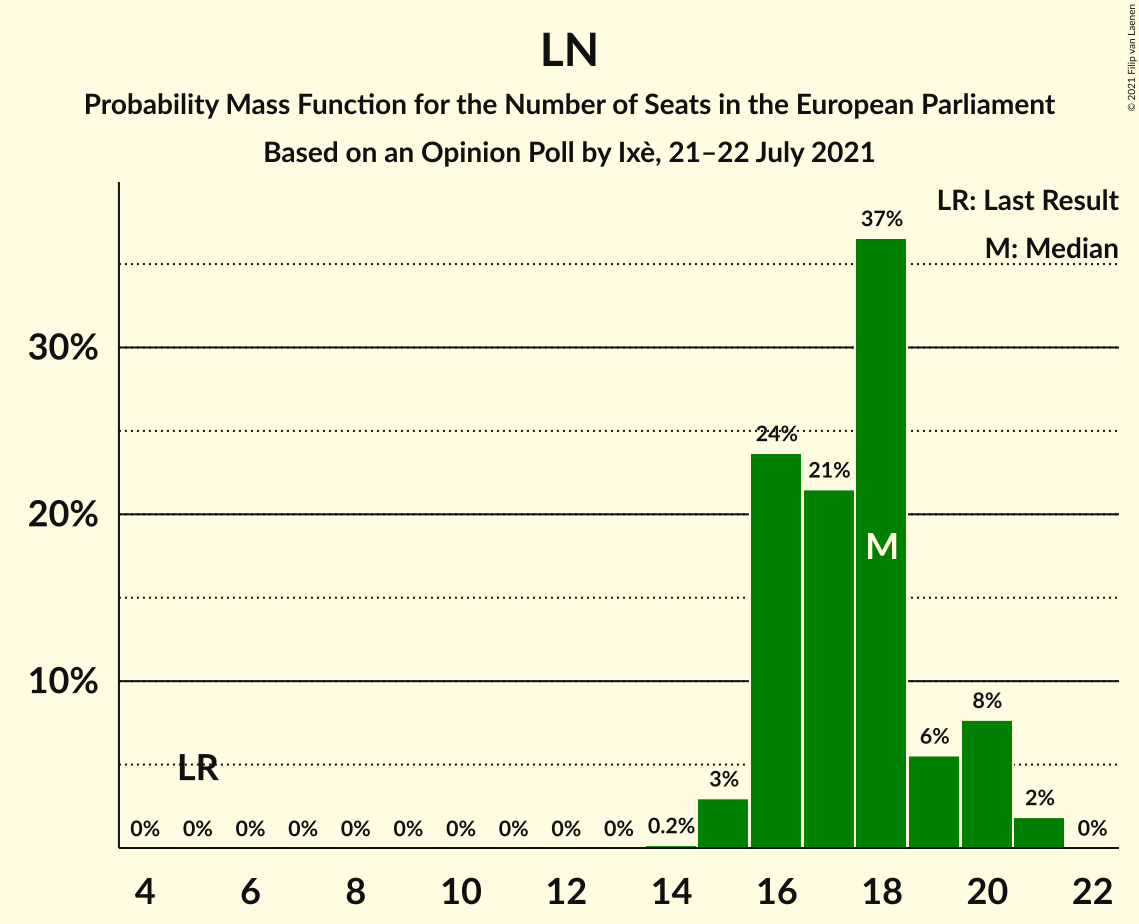 LN
Probability Mass Function for the Number of Seats in the European Parliament
Based on an Opinion Poll by Ixè, 21–22 July 2021
© 2021 Filip van Laenen
LR: Last Result
M: Median
37%
30%
24%
21%
20%
M
10%
8%
6%
LR
3%
2%
0% 0% 0% 0% 0% 0% 0% 0% 0% 0% 0.2% 0%
4 6 8 10 12 14 16 18 20 22